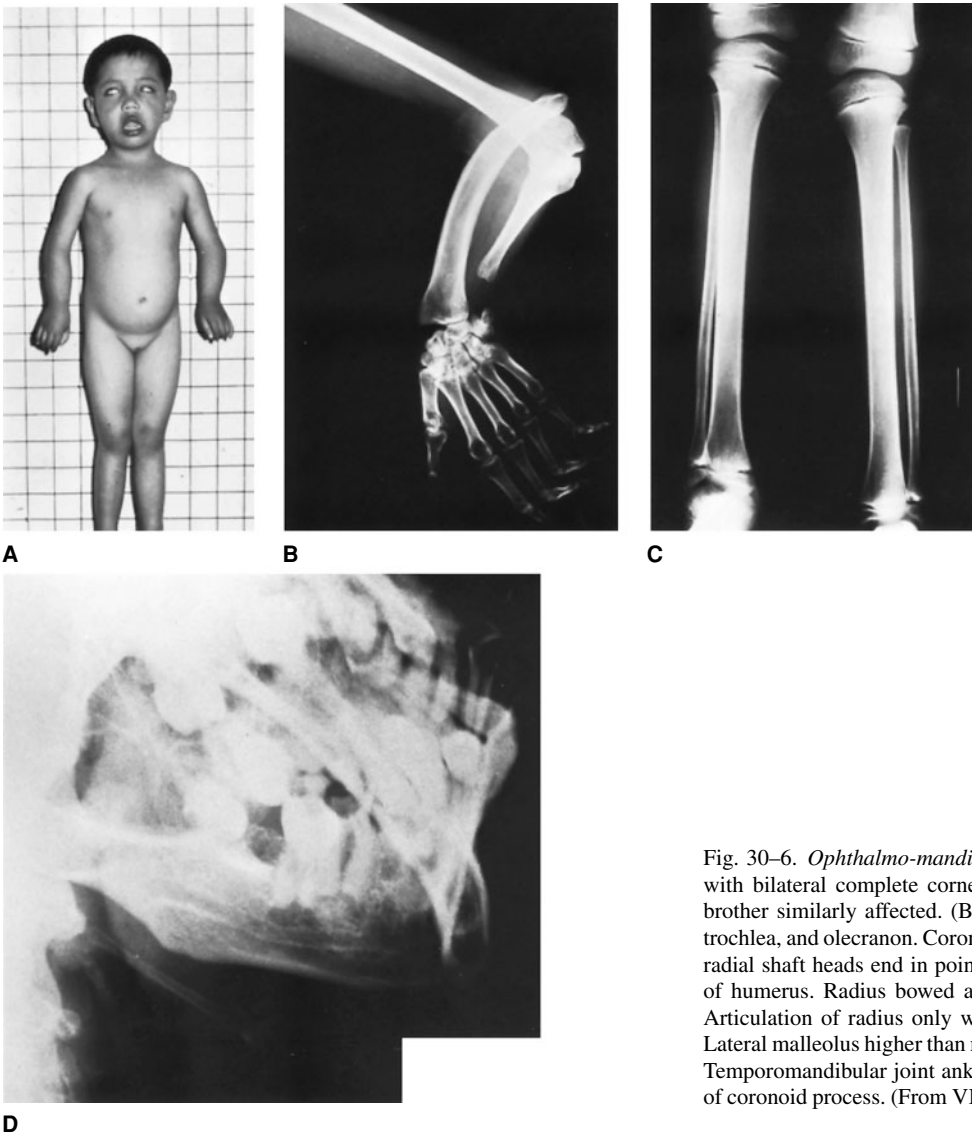 A
B
C
D
Fig. 30–6. Ophthalmo-mandi
with bilateral complete corne
brother similarly affected. (B
trochlea, and olecranon. Coron
radial shaft heads end in poin
of humerus. Radius bowed a
Articulation of radius only w
Lateral malleolus higher than
Temporomandibular joint ank
of coronoid process. (From